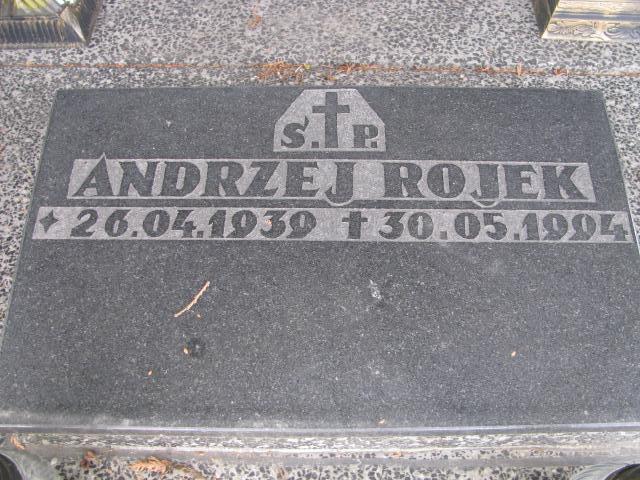 S. P.
ANDRZEJ ROJEK
26.04.1939 30.05.1994